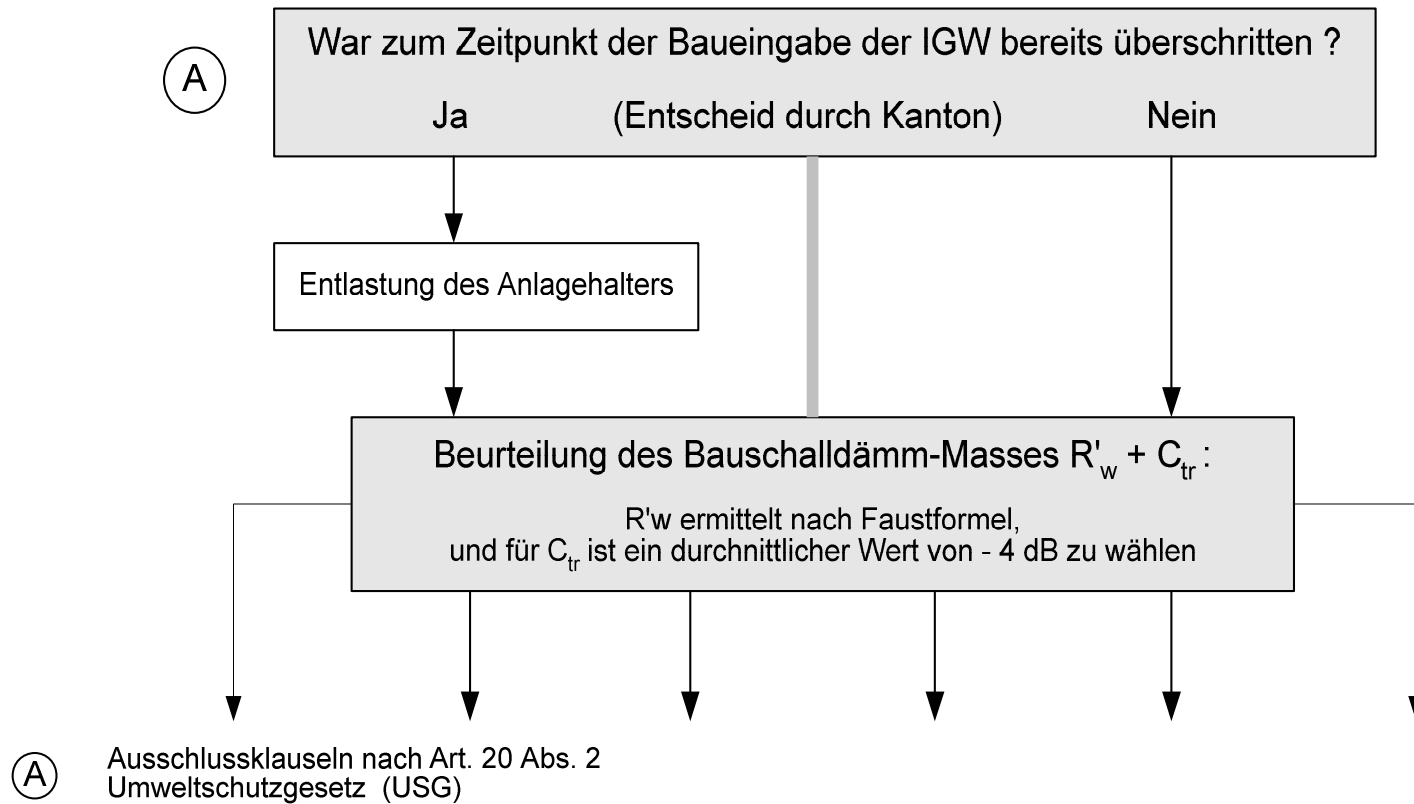 War zum Zeitpunkt der Baueingabe der IGW bereits überschritten ?
A
Ja (Entscheid durch Kanton) Nein
Entlastung des Anlagehalters
Beurteilung des Bauschalldämm-Masses R'w + Ctr :
R'w ermittelt nach Faustformel,
und für Ctr ist ein durchnittlicher Wert von - 4 dB zu wählen
A Ausschlussklauseln nach Art. 20 Abs. 2
Umweltschutzgesetz (USG)